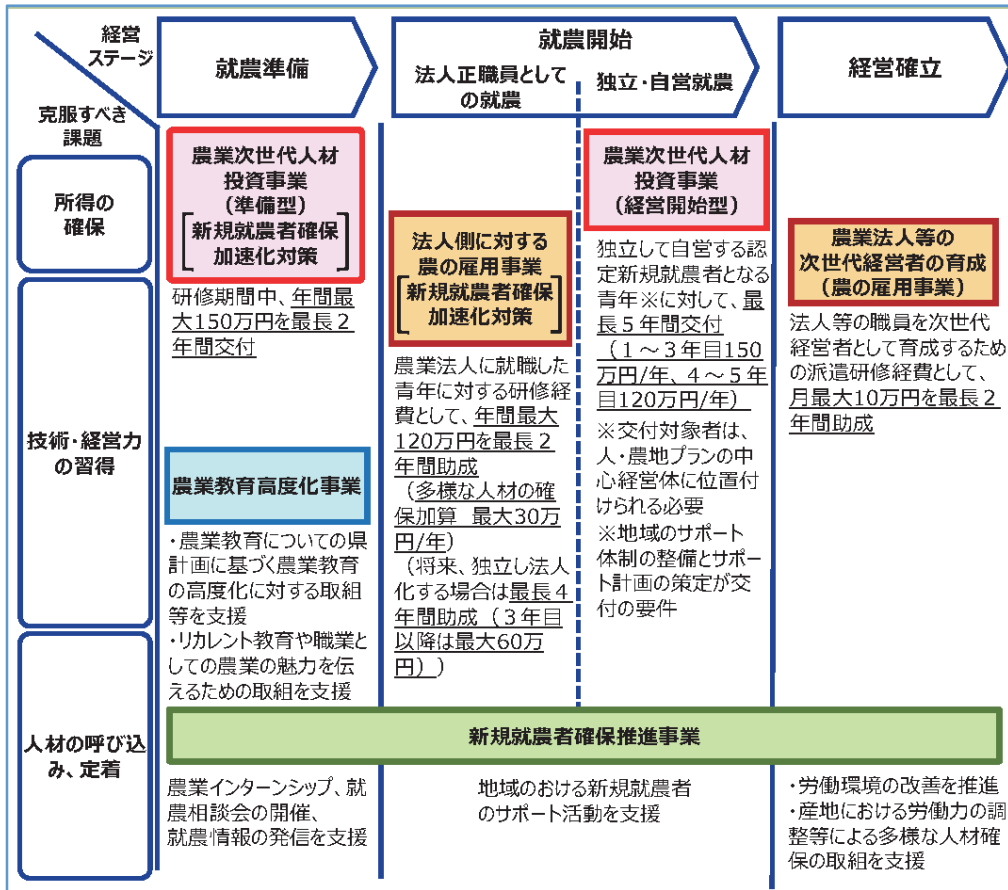 経営
ステージ
克服すべき
課題
就農準備
就農開始
法人正職員として
の就農
独立・自営就農
経営確立
所得の
確保
技術・経営力
の習得
人材の呼び込
み、定着
農業次世代人材
投資事業
(準備型)
新規就農者確保
加速化対策
研修期間中、年間最
大150万円を最長2
年間交付
農業教育高度化事業
・農業教育についての県
計画に基づく農業教育
の高度化に対する取組
等を支援
・リカレント教育や職業と
しての農業の魅力を伝
えるための取組を支援
法人側に対する
農の雇用事業
新規就農者確保
加速化対策
農業法人に就職した
青年に対する研修経
費として、年間最大
120万円を最長2
年間助成
(多様な人材の確
保加算 最大30万
円/年)
(将来、独立し法人
化する場合は最長4
年間助成(3年目
以降は最大60万
円))
農業次世代人材
投資事業
(経営開始型)
独立して自営する認
定新規就農者となる
青年※に対して、最
長5年間交付
(1～3年目150
万円/年、4～5年
目120万円/年)
※交付対象者は、
人・農地プランの中
心経営体に位置付
けられる必要
※地域のサポート
体制の整備とサポー
ト計画の策定が交
付の要件
農業法人等の
次世代経営者の育成
(農の雇用事業)
法人等の職員を次世代
経営者として育成するため
の派遣研修経費として、
月最大10万円を最長2
年間助成
新規就農者確保推進事業
農業インターンシップ、就
農相談会の開催、
就農情報の発信を支援
地域のおける新規就農者
のサポート活動を支援
・労働環境の改善を推進
・産地における労働力の調
整等による多様な人材確
保の取組を支援